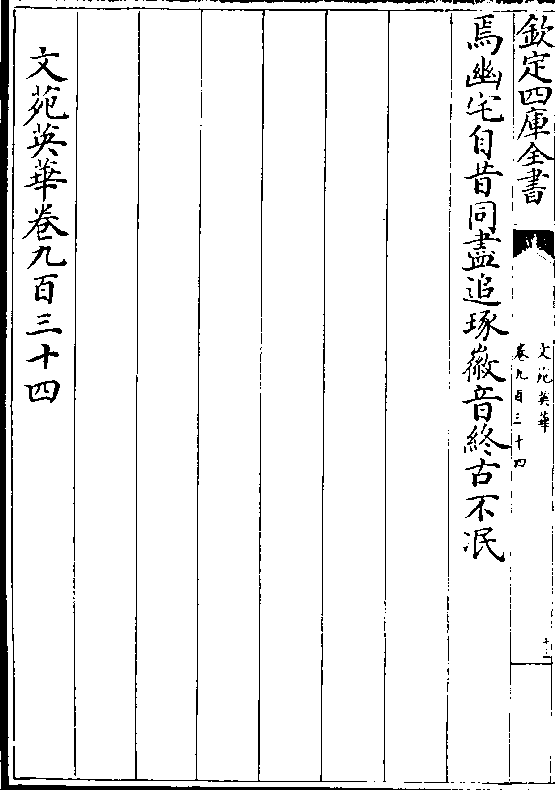 欽定四庫全書
文苑英華
卷九百三十四
十二
焉幽宅自昔同盡追琢徽音終古不泯
文苑英華卷九百三十四